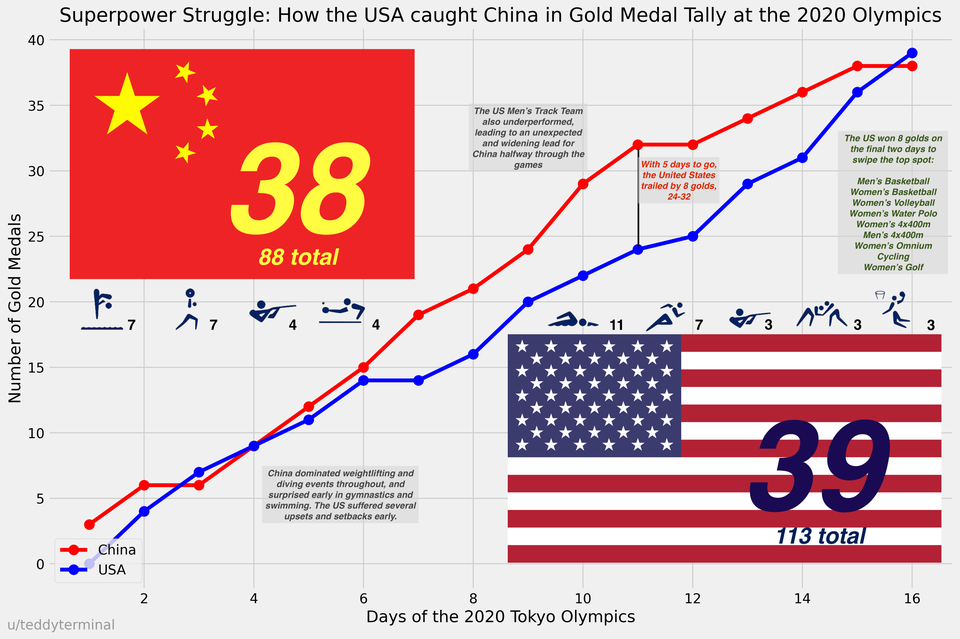 Superpower Struggle: How the USA caught China in Gold Medal Tally at the 2020 Olympics
Number of Gold Medals
40
35
30
25
20
15
10
5
0
38
88 total
7
7
4
4
The US Men's Track Team
also underperformed,
leading to an unexpected
and widening lead for
China halfway through the
games
With 5 days to go,
the United States
trailed by 8 golds,
24-32
The US won 8 golds on
the final two days to
swipe the top spot:
Men's Basketball
Women's Basketball
Women's Volleyball
Women's Water Polo
Women's 4x400m
Men's 4x400m
Women's Omnium
Cycling
Women's Golf
11
7
3
3
3
39
113 total
China dominated weightlifting and
diving events throughout, and
surprised early in gymnastics and
swimming. The US suffered several
upsets and setbacks early.
China
USA
2
4
6
8
10
12
14
16
Days of the 2020 Tokyo Olympics
u/teddyterminal